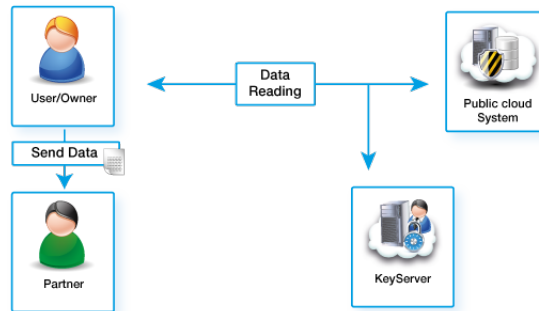 User/Owner
Data
Reading
Public cloud
System
Send Data
Partner
KeyServer